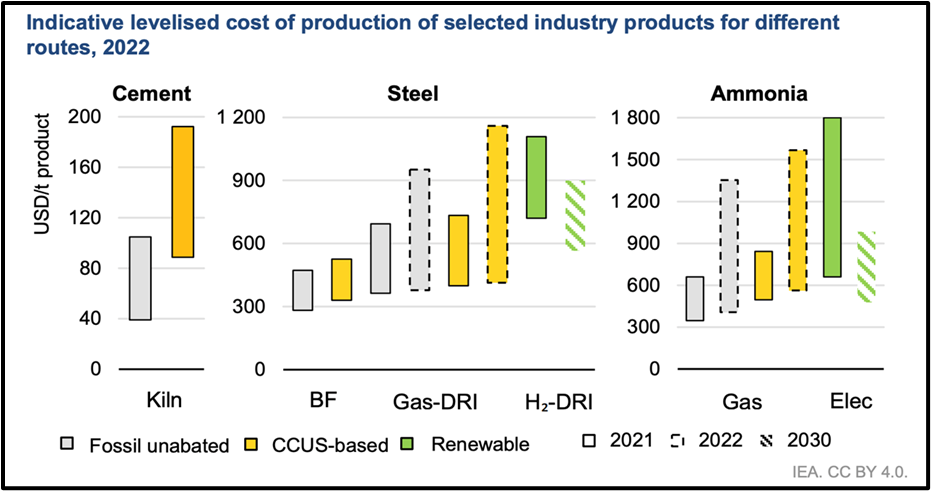 Indicative levelised cost of production of selected industry products for different
routes, 2022
Cement
Steel
Ammonia
USD/t product
200
160
120
80
40
0
Kiln
1 200
900
600
300
0
BF
Gas-DRI
H₂-DRI
1 800
1 500
1 200
900
600
300
0
Gas
Elec
Fossil unabated
CCUS-based
Renewable
2021
2022
2030
IEA. CC BY 4.0.